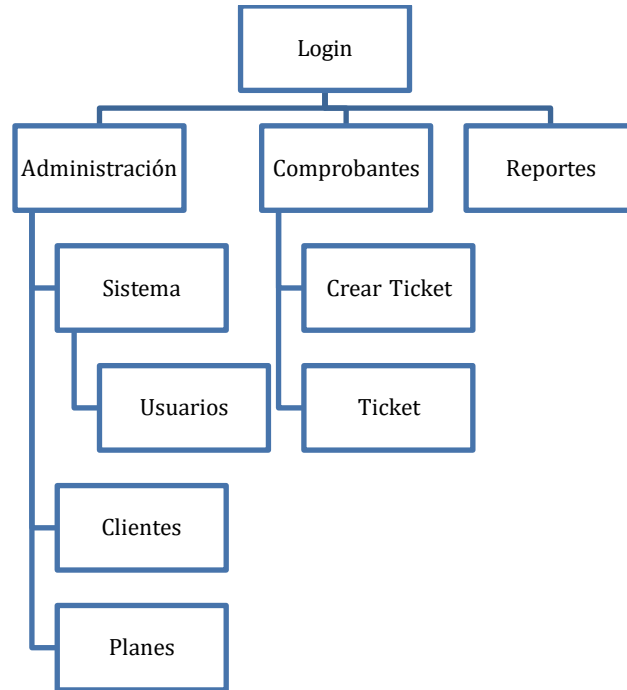 Login
Administración
Comprobantes
Reportes
Sistema
Crear Ticket
Usuarios
Ticket
Clientes
Planes